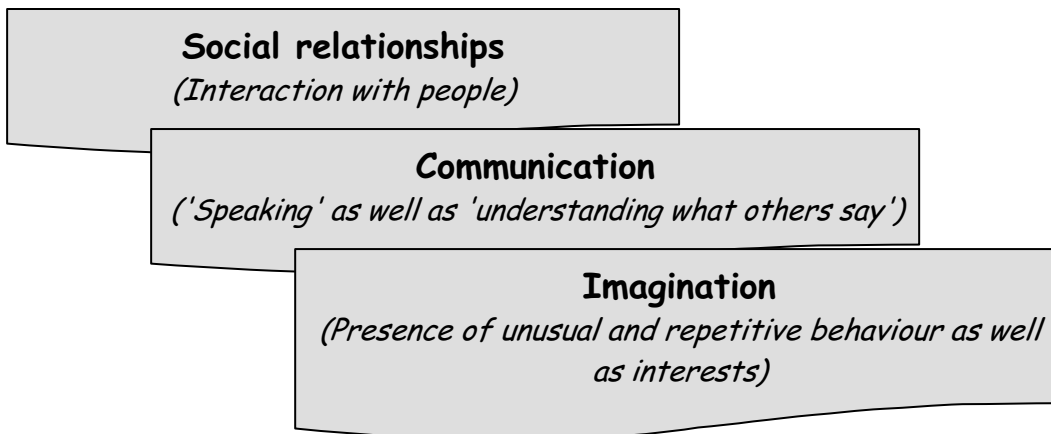 Social relationships
(Interaction with people)
Communication
('Speaking' as well as 'understanding what others say')
Imagination
(Presence of unusual and repetitive behaviour as well
as interests)